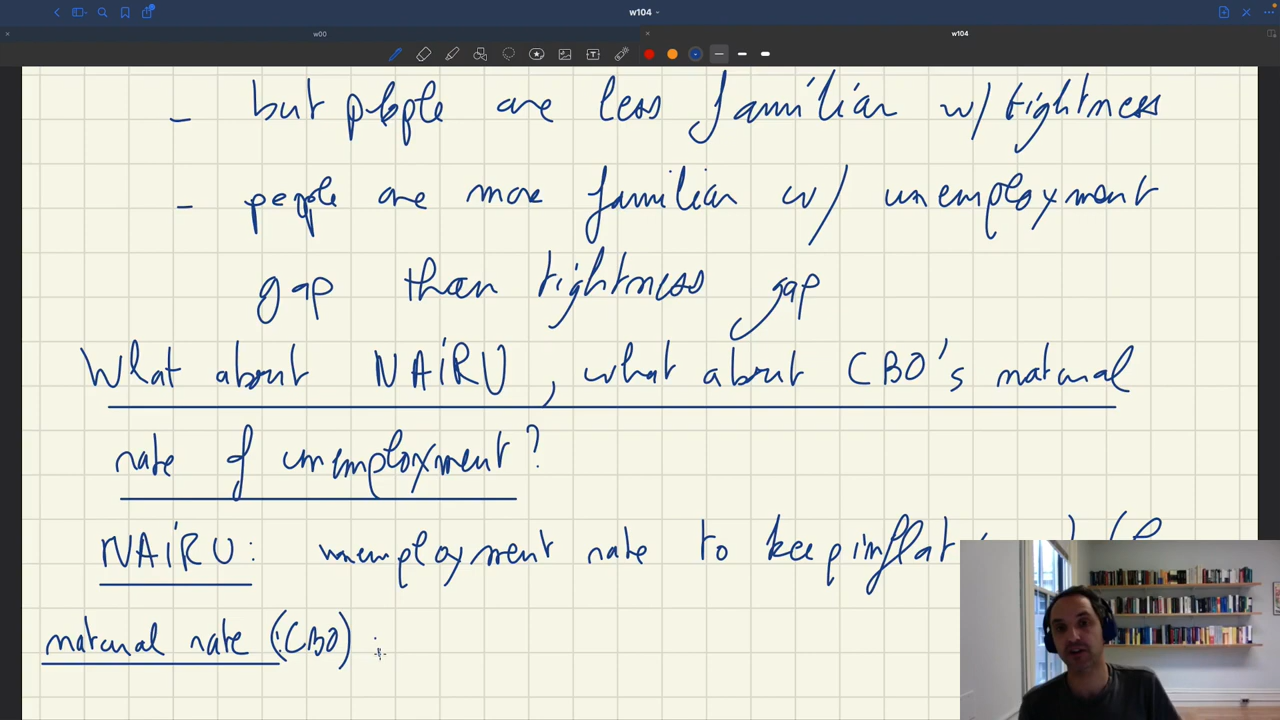 w104
w00
w104
- but people are less familiar w/ tightness
- people are more familiar w/ unemployment
gap than tightness gap
What about NAiRU, what about CBO's natural
rate of unemployment?
NAiRU: unemployment rate to keep inflat
natural rate (CBO) :